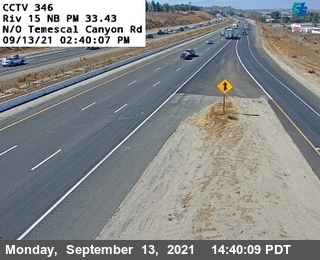 CCTV 346
Riv 15 NB PM 33.43
N/O Temescal Canyon Rd
09/13/21 02:40:07 PM
Monday, September 13, 2021 14:40:09 PDT